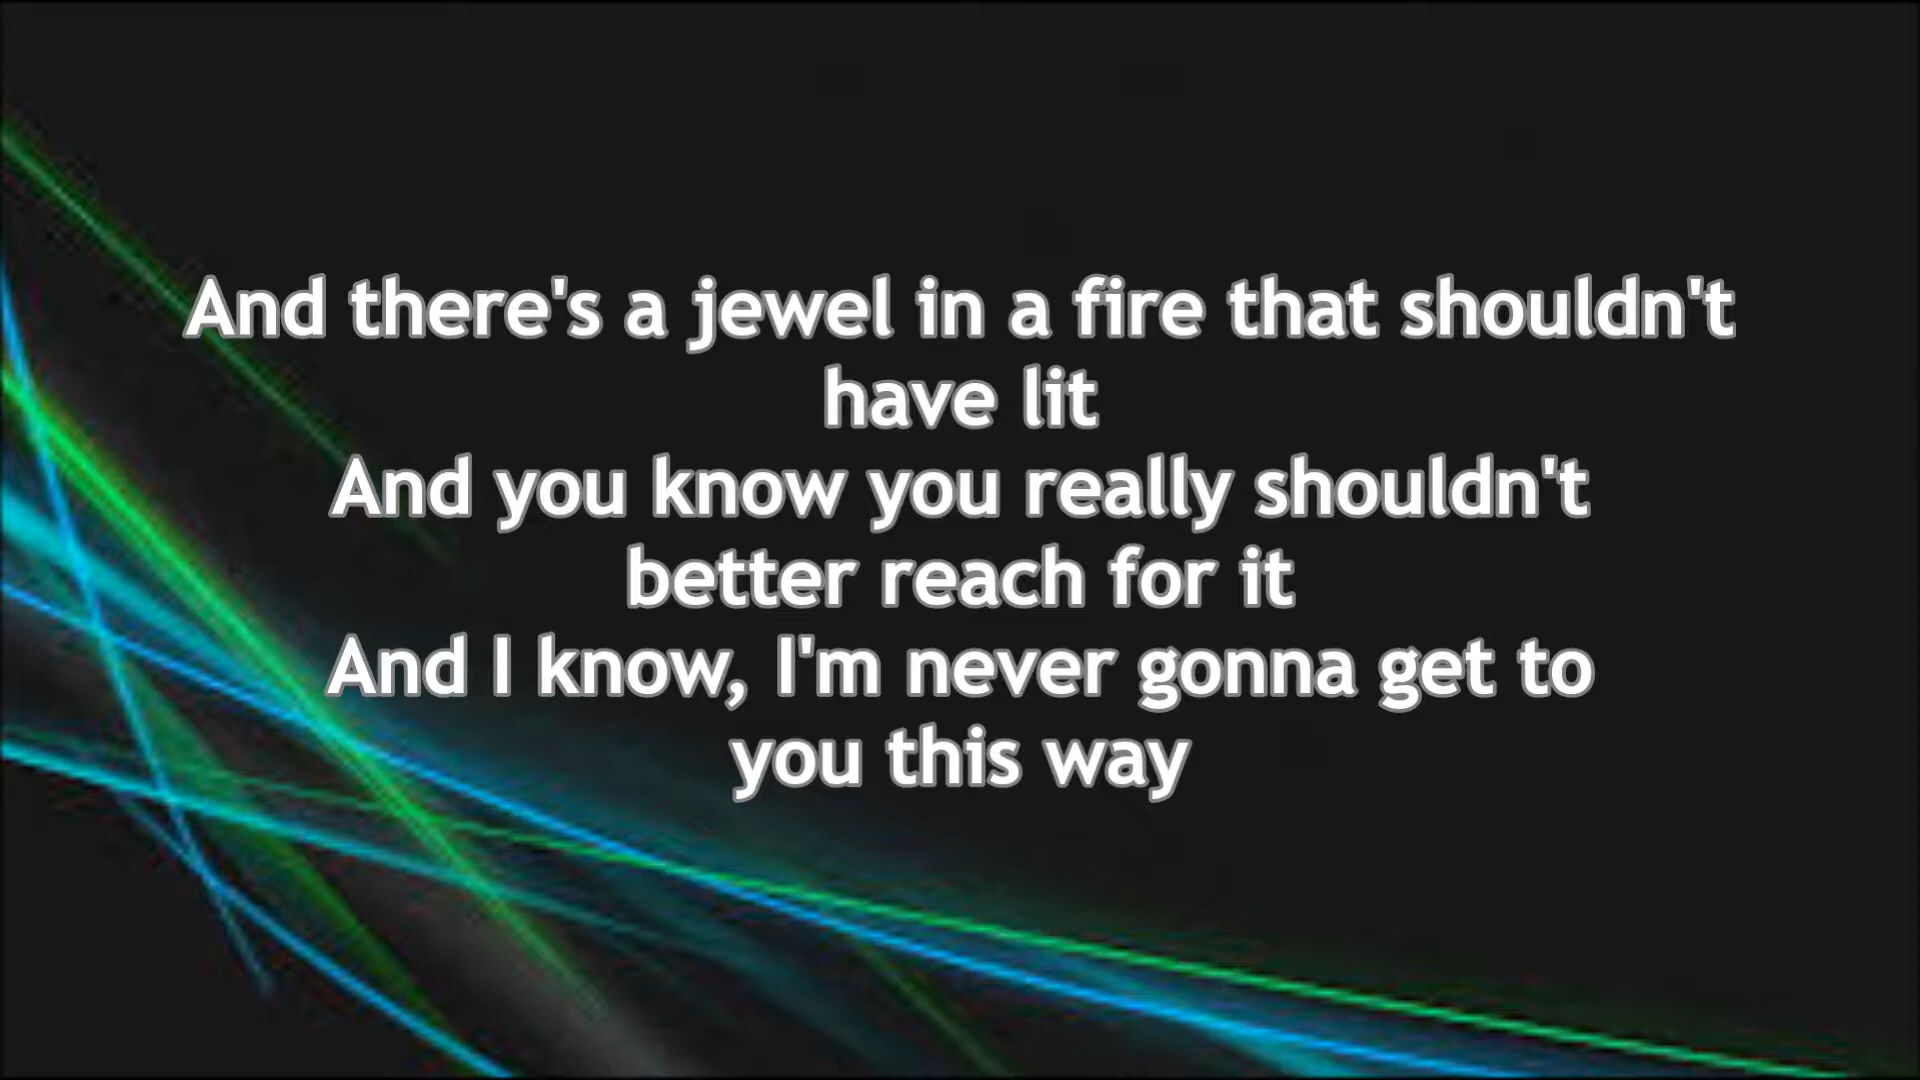 And there's a jewel in a fire that shouldn't
have lit
And you know you really shouldn't
better reach for it
And I know, I'm never gonna get to
you this way